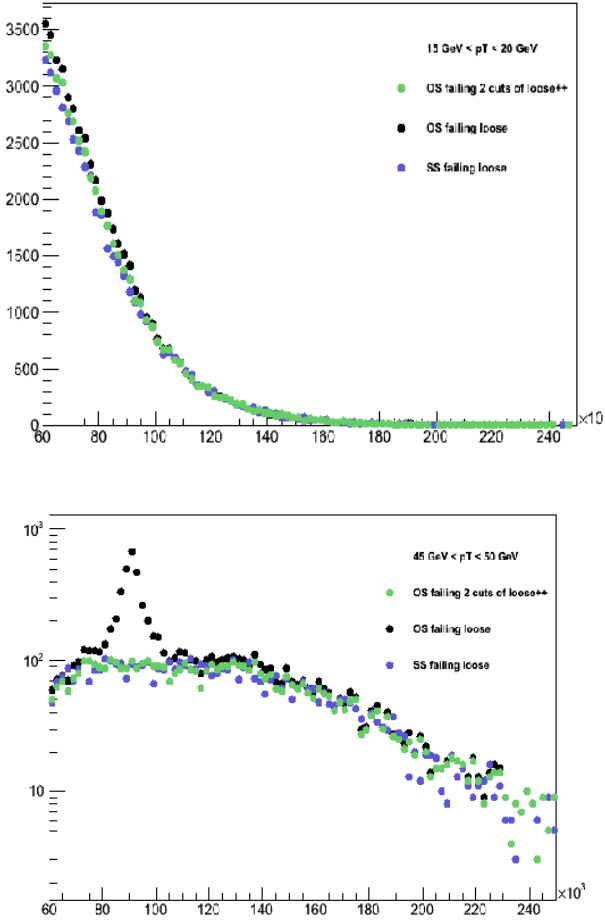 3500
15 GeV < pT < 20 GeV
3000
OS failing 2 cuts of loose++
2500
OS failing loose
SS failing loose
2000
1500
1000
500
0
60 80 100 120 140 160 180 200 220 240 ×10
10³
45 GeV < pT < 50 GeV
OS failing 2 cuts of loose++
OS failing loose
10²
SS failing loose
10
60 80 100 120 140 160 180 200 220 240 ×10³